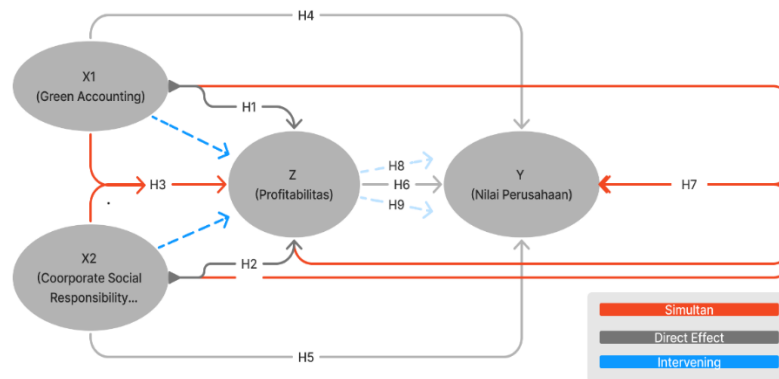 H4
X1
(Green Accounting)
H1
Z
(Profitabilitas)
H3
H8
H6
H9
Y
(Nilai Perusahaan)
H7
X2
(Coorporate Social
Responsibility...
H2
H5
Simultan
Direct Effect
Intervening